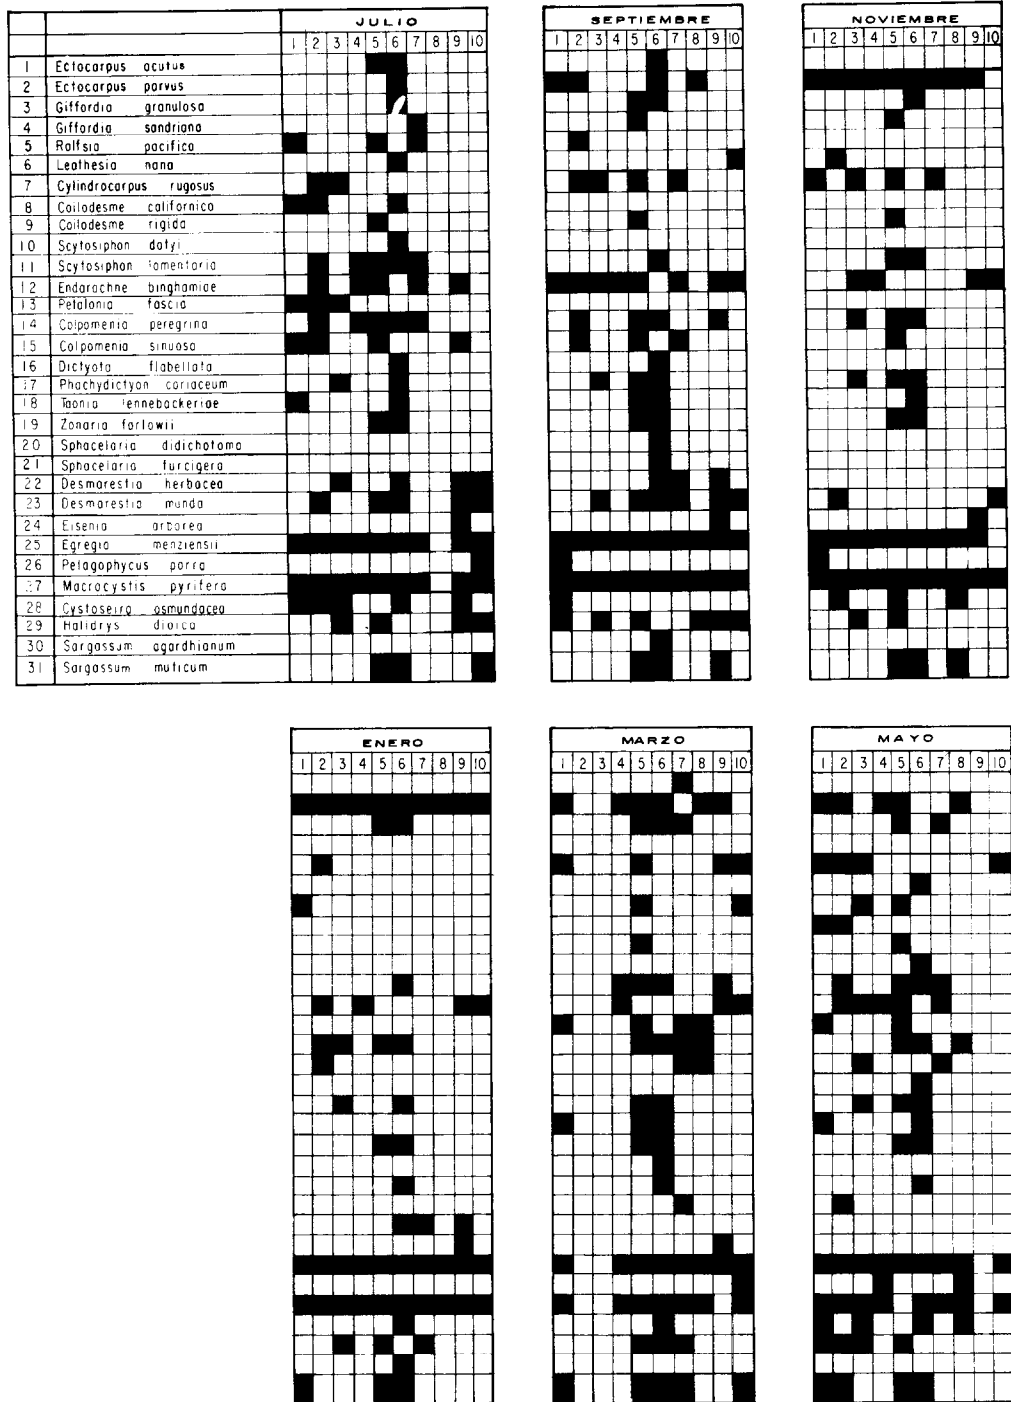 JULIO
1 2 3 4 5 6 7 8 9 10
1 Ectocarpus acutus
2 Ectocarpus parvus
3 Giffordia granulosa
4 Giffordia sandriana
5 Ralfsia pacifica
6 Leathesia nana
7 Cylindrocarpus rugosus
8 Coilodesme californica
9 Coilodesme rigida
10 Scytosiphon dotyi
11 Scytosiphon lomentaria
12 Endarachne binghamiae
13 Petalonia fascia
14 Colpomenia peregrina
15 Colpomenia sinuosa
16 Dictyota flabellata
17 Phachydictyon coriaceum
18 Taonia lennebackeriae
19 Zonaria farlowii
20 Sphacelaria didichotoma
21 Sphacelaria furcigera
22 Desmarestia herbacea
23 Desmarestia munda
24 Eisenia arborea
25 Egregia menziensii
26 Pelagophycus porra
27 Macrocystis pyrifera
28 Cystoseira osmundacea
29 Halidrys dioica
30 Sargassum agardhianum
31 Sargassum muticum
SEPTIEMBRE
1 2 3 4 5 6 7 8 9 10
NOVIEMBRE
1 2 3 4 5 6 7 8 9 10
ENERO
1 2 3 4 5 6 7 8 9 10
MARZO
1 2 3 4 5 6 7 8 9 10
MAYO
1 2 3 4 5 6 7 8 9 10